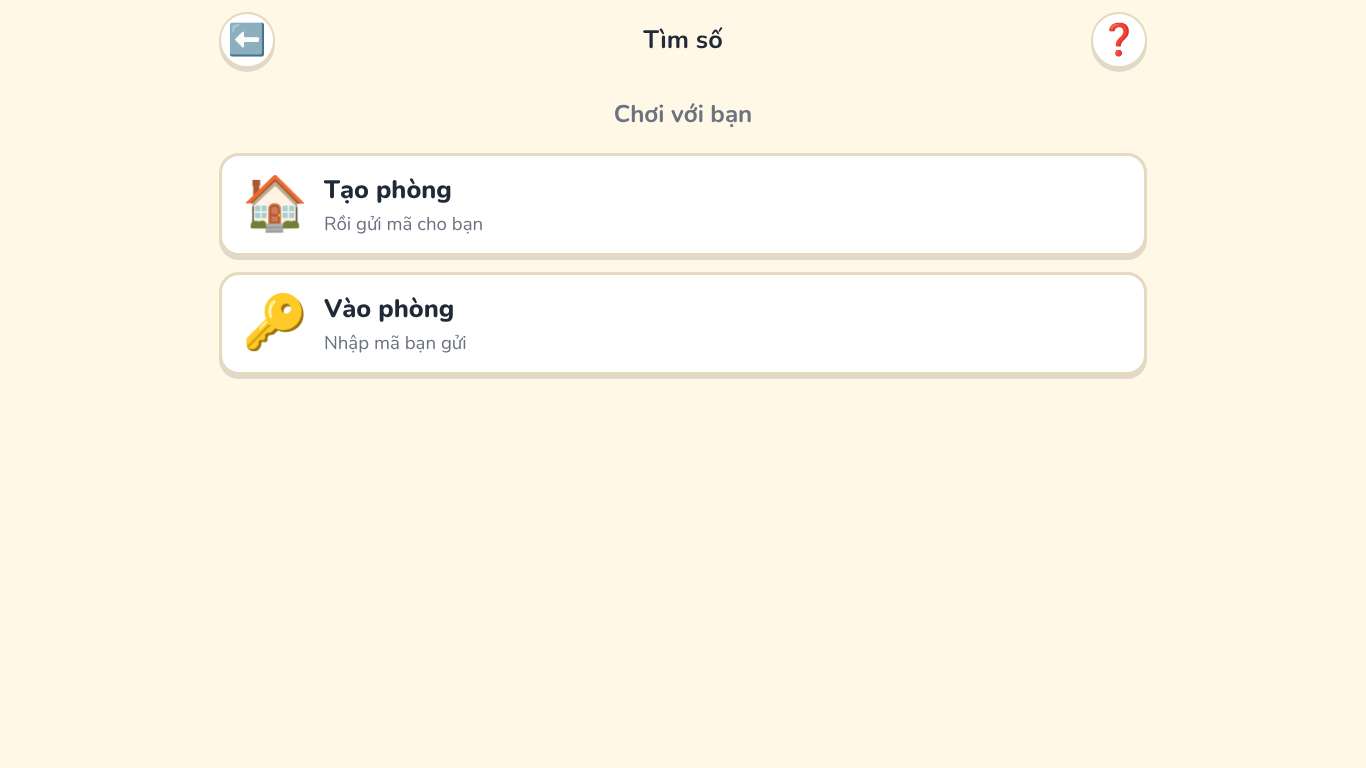 Tìm số
Chơi với bạn
Tạo phòng
Rồi gửi mã cho bạn
Vào phòng
Nhập mã bạn gửi